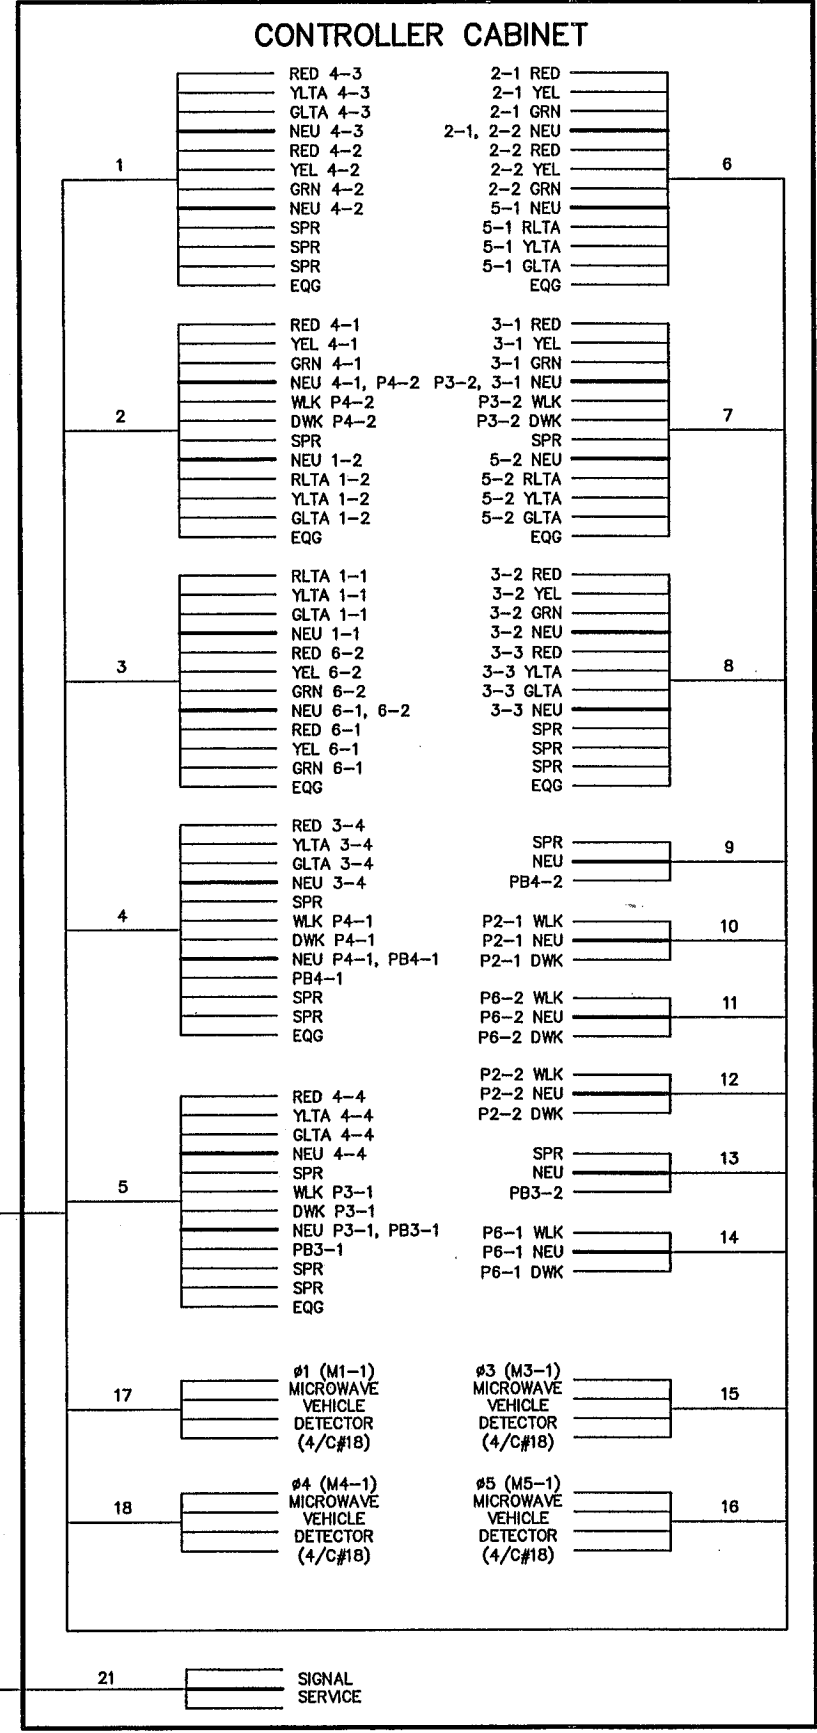 CONTROLLER CABINET
1
RED 4-3
YLTA 4-3
GLTA 4-3
NEU 4-3
RED 4-2
YEL 4-2
GRN 4-2
NEU 4-2
SPR
SPR
SPR
EQG
2
RED 4-1
YEL 4-1
GRN 4-1
NEU 4-1, P4-2
WLK P4-2
DWK P4-2
SPR
NEU 1-2
RLTA 1-2
YLTA 1-2
GLTA 1-2
EQG
3
RLTA 1-1
YLTA 1-1
GLTA 1-1
NEU 1-1
RED 6-2
YEL 6-2
GRN 6-2
NEU 6-1, 6-2
RED 6-1
YEL 6-1
GRN 6-1
EQG
4
RED 3-4
YLTA 3-4
GLTA 3-4
NEU 3-4
SPR
WLK P4-1
DWK P4-1
NEU P4-1, PB4-1
PB4-1
SPR
SPR
EQG
5
RED 4-4
YLTA 4-4
GLTA 4-4
NEU 4-4
SPR
WLK P3-1
DWK P3-1
NEU P3-1, PB3-1
PB3-1
SPR
SPR
EQG
17
ø1 (M1-1)
MICROWAVE
VEHICLE
DETECTOR
(4/C#18)
18
ø4 (M4-1)
MICROWAVE
VEHICLE
DETECTOR
(4/C#18)
21
SIGNAL
SERVICE
2-1 RED
2-1 YEL
2-1 GRN
2-1, 2-2 NEU
2-2 RED
2-2 YEL
2-2 GRN
5-1 NEU
5-1 RLTA
5-1 YLTA
5-1 GLTA
EQG
6
3-1 RED
3-1 YEL
3-1 GRN
P3-2, 3-1 NEU
P3-2 WLK
P3-2 DWK
SPR
5-2 NEU
5-2 RLTA
5-2 YLTA
5-2 GLTA
EQG
7
3-2 RED
3-2 YEL
3-2 GRN
3-2 NEU
3-3 RED
3-3 YLTA
3-3 GLTA
3-3 NEU
SPR
SPR
SPR
EQG
8
SPR
NEU
PB4-2
9
P2-1 WLK
P2-1 NEU
P2-1 DWK
10
P6-2 WLK
P6-2 NEU
P6-2 DWK
11
P2-2 WLK
P2-2 NEU
P2-2 DWK
12
SPR
NEU
PB3-2
13
P6-1 WLK
P6-1 NEU
P6-1 DWK
14
ø3 (M3-1)
MICROWAVE
VEHICLE
DETECTOR
(4/C#18)
15
ø5 (M5-1)
MICROWAVE
VEHICLE
DETECTOR
(4/C#18)
16